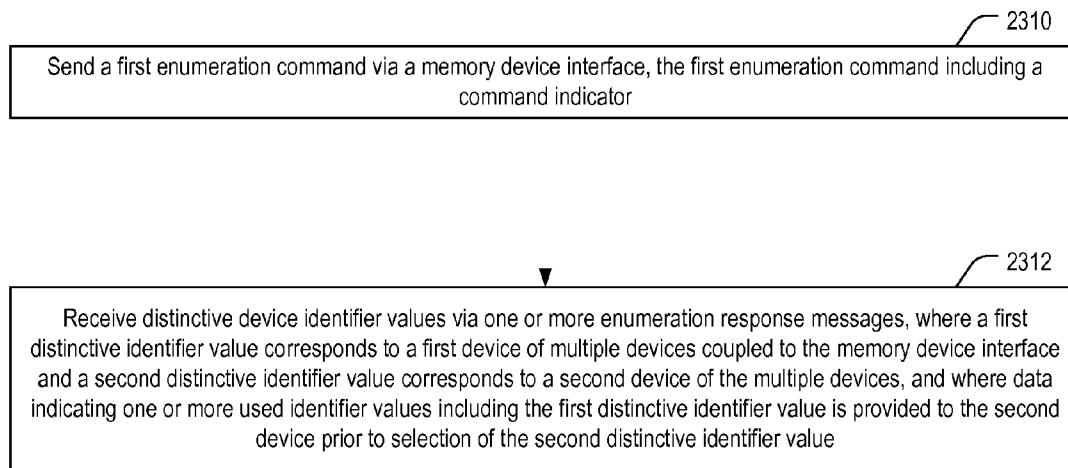 2310
Send a first enumeration command via a memory device interface, the first enumeration command including a
command indicator
2312
Receive distinctive device identifier values via one or more enumeration response messages, where a first
distinctive identifier value corresponds to a first device of multiple devices coupled to the memory device interface
and a second distinctive identifier value corresponds to a second device of the multiple devices, and where data
indicating one or more used identifier values including the first distinctive identifier value is provided to the second
device prior to selection of the second distinctive identifier value